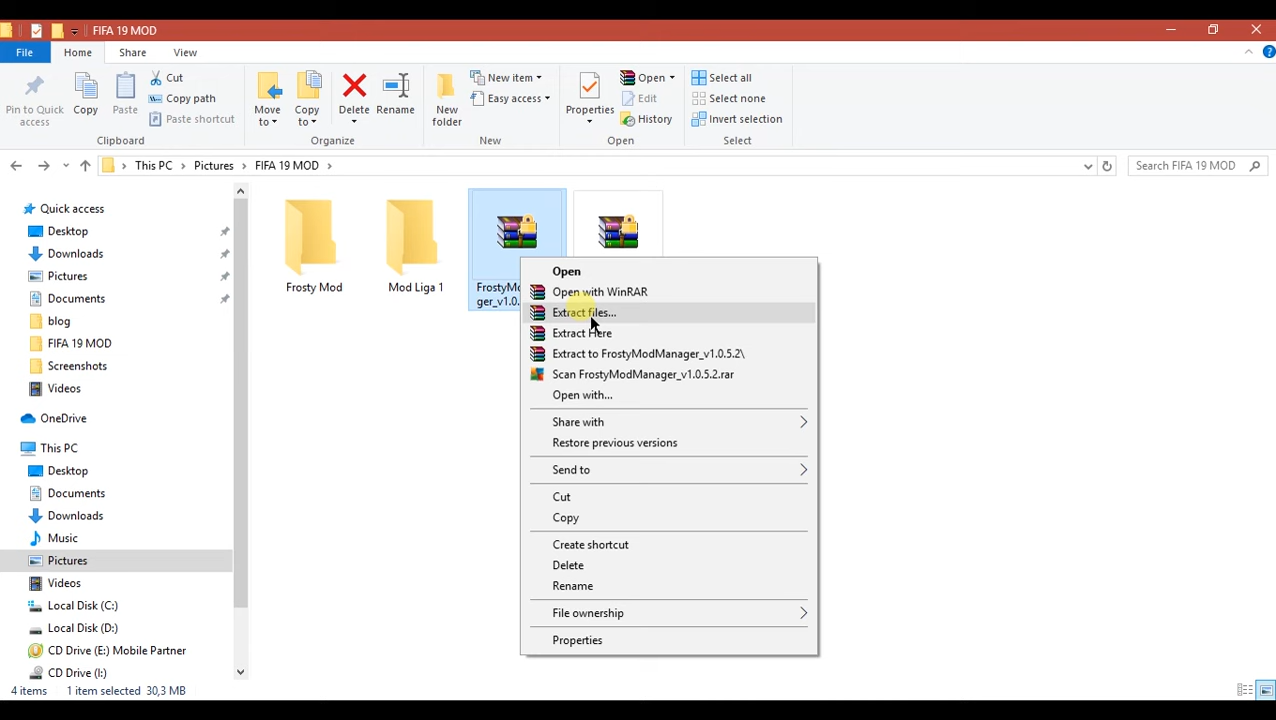 FIFA 19 MOD
File Home Share View
Pin to Quick access
Copy
Paste
Cut
Copy path
Paste shortcut
Clipboard
Move to
Copy to
Delete
Rename
Organize
New folder
New item
Easy access
New
Properties
Open
Edit
History
Open
Select all
Select none
Invert selection
Select
This PC > Pictures > FIFA 19 MOD >
Search FIFA 19 MOD
Quick access
Desktop
Downloads
Pictures
Documents
blog
FIFA 19 MOD
Screenshots
Videos
OneDrive
This PC
Desktop
Documents
Downloads
Music
Pictures
Videos
Local Disk (C:)
Local Disk (D:)
CD Drive (E:) Mobile Partner
CD Drive (I:)
Frosty Mod
Mod Liga 1
FrostyMo
ger_v1.0.
Open
Open with WinRAR
Extract files...
Extract Here
Extract to FrostyModManager_v1.0.5.2\
Scan FrostyModManager_v1.0.5.2.rar
Open with...
Share with
Restore previous versions
Send to
Cut
Copy
Create shortcut
Delete
Rename
File ownership
Properties
4 items 1 item selected 30,3 MB